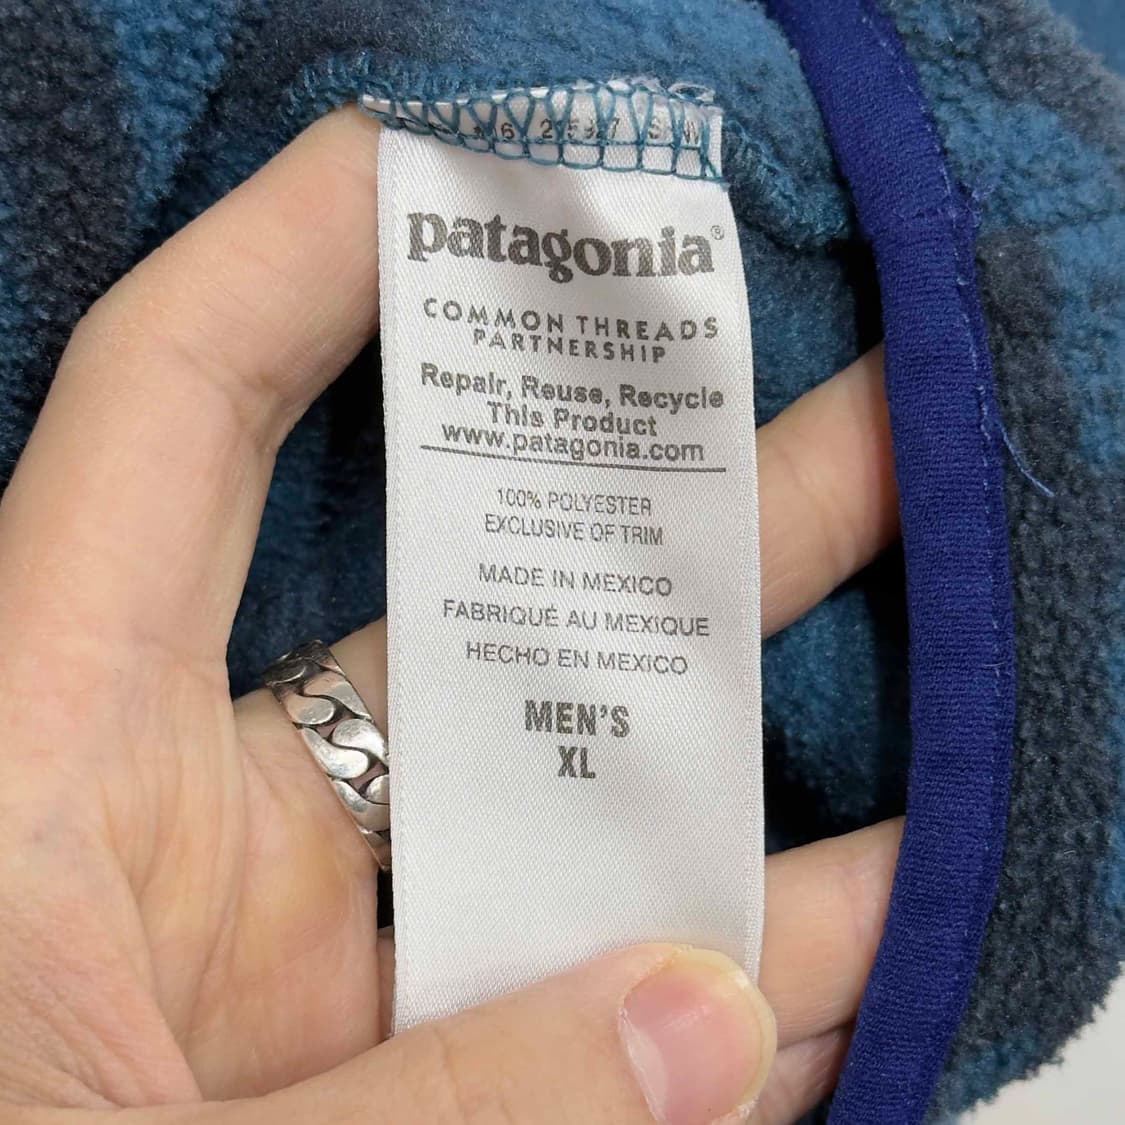 patagonia®
COMMON THREADS
PARTNERSHIP
Repair, Reuse, Recycle
This Product
www.patagonia.com
100% POLYESTER
EXCLUSIVE OF TRIM
MADE IN MEXICO
FABRIQUÉ AU MEXIQUE
HECHO EN MEXICO
MEN'S
XL